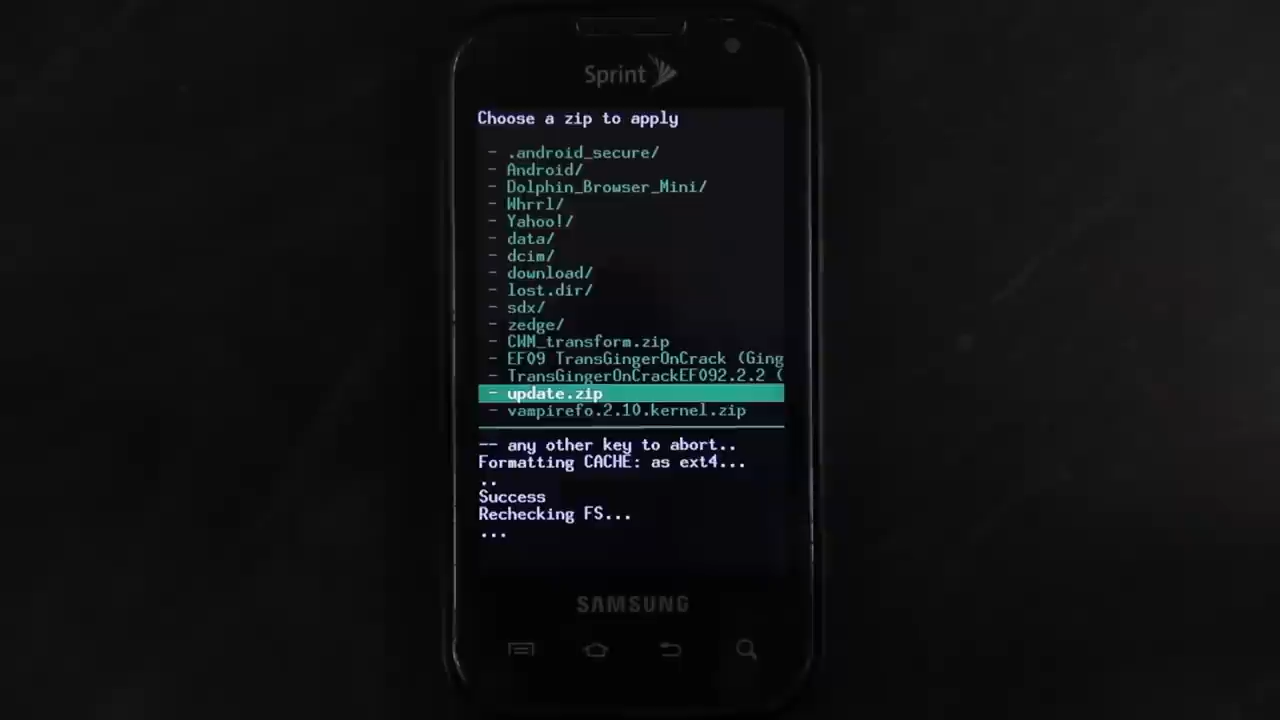 Sprint
Choose a zip to apply
- .android_secure/
- Android/
- Dolphin_Browser_Mini/
- Whrrl/
- Yahoo!/
- data/
- dcim/
- download/
- lost.dir/
- sdx/
- zedge/
- CWM_transform.zip
- EF09 TransGingerOnCrack (Ging
- TransGingerOnCrackEF092.2.2 (
- update.zip
- vampirefo.2.10.kernel.zip
-- any other key to abort..
Formatting CACHE: as ext4...
..
Success
Rechecking FS...
...
SAMSUNG